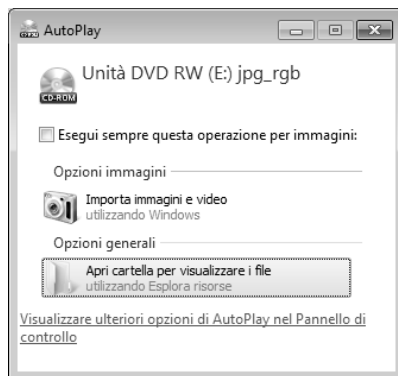 AutoPlay
Unità DVD RW (E:) jpg_rgb
CD-ROM
Esegui sempre questa operazione per immagini:
Opzioni immagini
Importa immagini e video
utilizzando Windows
Opzioni generali
Apri cartella per visualizzare i file
utilizzando Esplora risorse
Visualizzare ulteriori opzioni di AutoPlay nel Pannello di
controllo